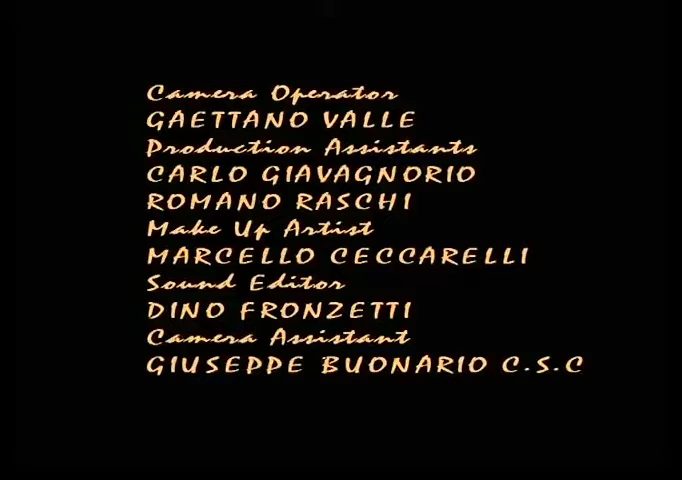 Camera Operator
GAETTANO VALLE
Production Assistants
CARLO GIAVAGNORIO
ROMANO RASCHI
Make Up Artist
MARCELLO CECCARELLI
Sound Editor
DINO FRONZETTI
Camera Assistant
GIUSEPPE BUONARIO C.S.C